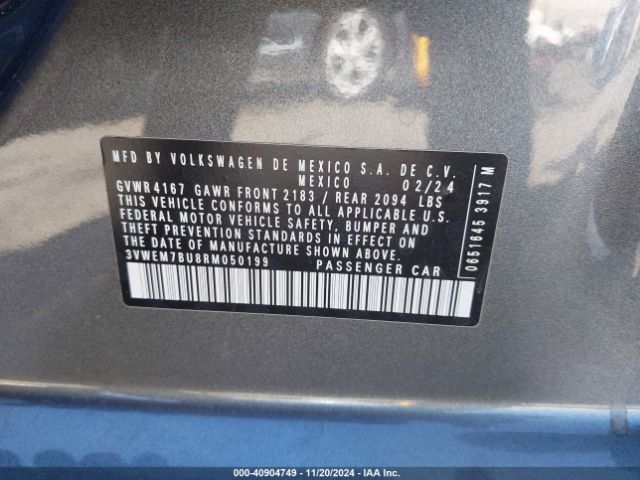 MFD BY VOLKSWAGEN DE MEXICO S.A. DE C.V.
MEXICO 02/24
GVWR 4167 GAWR FRONT 2183 / REAR 2094 LBS
THIS VEHICLE CONFORMS TO ALL APPLICABLE U.S.
FEDERAL MOTOR VEHICLE SAFETY, BUMPER AND
THEFT PREVENTION STANDARDS IN EFFECT ON
THE DATE OF MANUFACTURE SHOWN ABOVE
3VWEM7BU8RM050199 PASSENGER CAR
0651645 3917 M
000-40904749 - 11/20/2024 - IAA Inc.